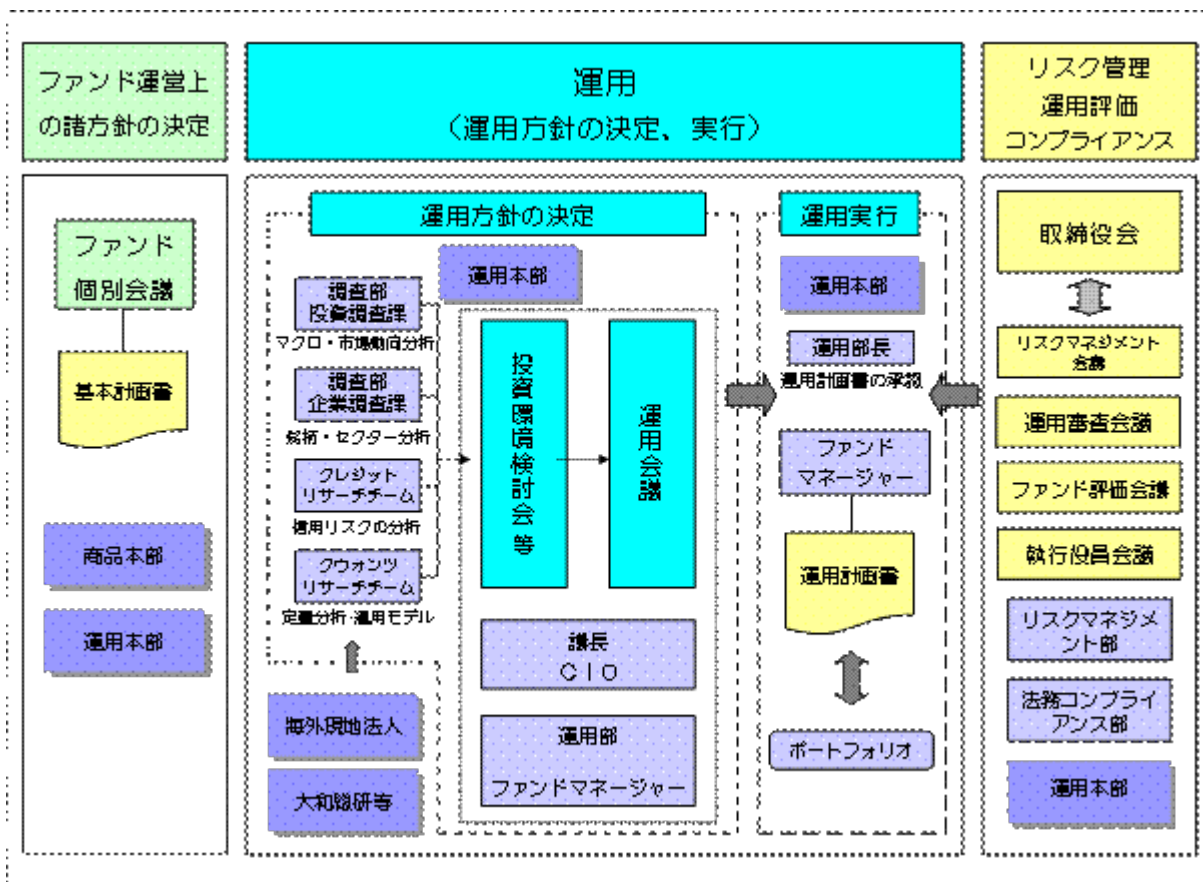 ファンド運営上
の諸方針の決定
運用
(運用方針の決定、実行)
リスク管理
運用評価
コンプライアンス
ファンド
個別会議
基本計画書
商品本部
運用本部
運用方針の決定
運用本部
調査部
投資調査課
マクロ・市場動向分析
調査部
企業調査課
銘柄・セクター分析
クレジット
リサーチチーム
信用リスクの分析
クウォンツ
リサーチチーム
定量分析・運用モデル
海外現地法人
大和総研等
投資環境検討会等
運用会議
議長
CIO
運用部
ファンドマネージャー
運用実行
運用本部
運用部長
運用計画書の承認
ファンド
マネージャー
運用計画書
ポートフォリオ
取締役会
リスクマネジメント
会議
運用審査会議
ファンド評価会議
執行役員会議
リスクマネジメ
ント部
法務コンプライ
アンス部
運用本部